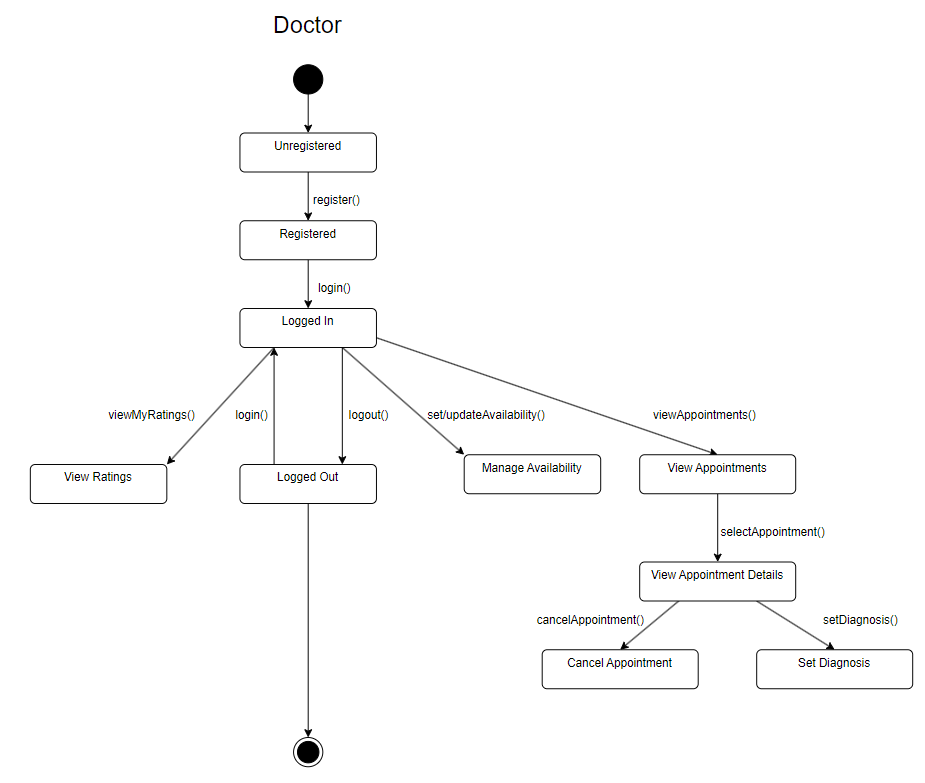 Doctor
Unregistered
register()
Registered
login()
Logged In
viewMyRatings()
login()
logout()
set/updateAvailability()
viewAppointments()
View Ratings
Logged Out
Manage Availability
View Appointments
selectAppointment()
View Appointment Details
cancelAppointment()
setDiagnosis()
Cancel Appointment
Set Diagnosis